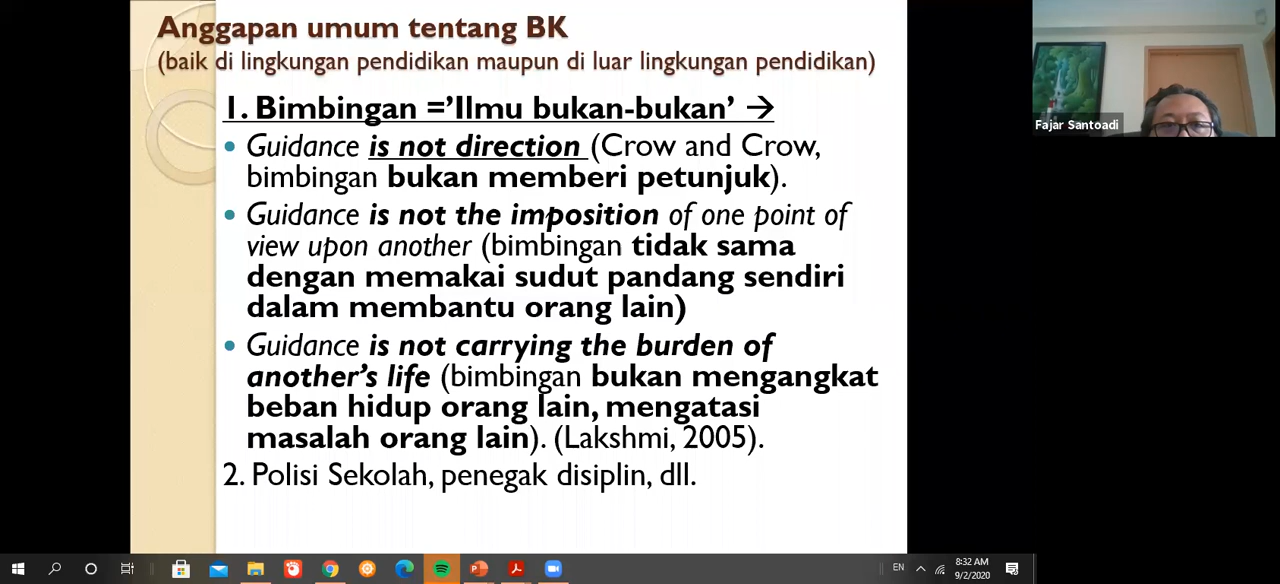 Anggapan umum tentang BK
(baik di lingkungan pendidikan maupun di luar lingkungan pendidikan)
1. Bimbingan =’Ilmu bukan-bukan’ →
• Guidance is not direction (Crow and Crow,
bimbingan bukan memberi petunjuk).
• Guidance is not the imposition of one point of
view upon another (bimbingan tidak sama
dengan memakai sudut pandang sendiri
dalam membantu orang lain)
• Guidance is not carrying the burden of
another’s life (bimbingan bukan mengangkat
beban hidup orang lain, mengatasi
masalah orang lain). (Lakshmi, 2005).
2. Polisi Sekolah, penegak disiplin, dll.
Fajar Santoadi
EN
8:32 AM
9/2/2020